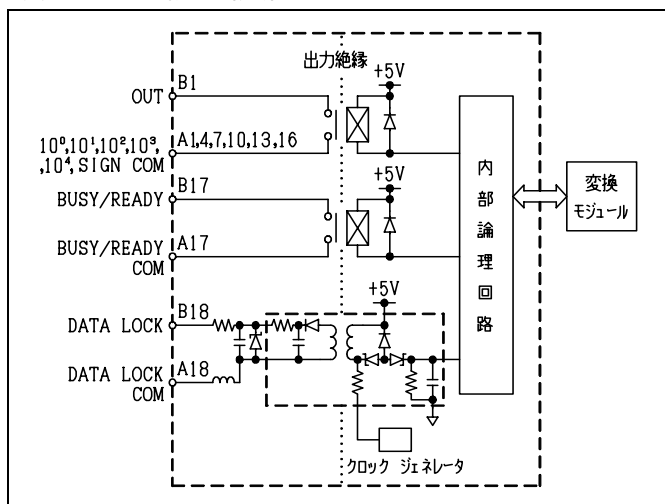 出力絶縁
+5V
B1
OUT
10⁰,10¹,10²,10³,
,10⁴,SIGN COM
A1,4,7,10,13,16
+5V
B17
BUSY/READY
BUSY/READY
COM
A17
内部論理回路
変換
モジュール
+5V
B18
DATA LOCK
DATA LOCK
COM
A18
クロック ジェネレータ